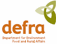 defra
Department for Environment
Food and Rural Affairs